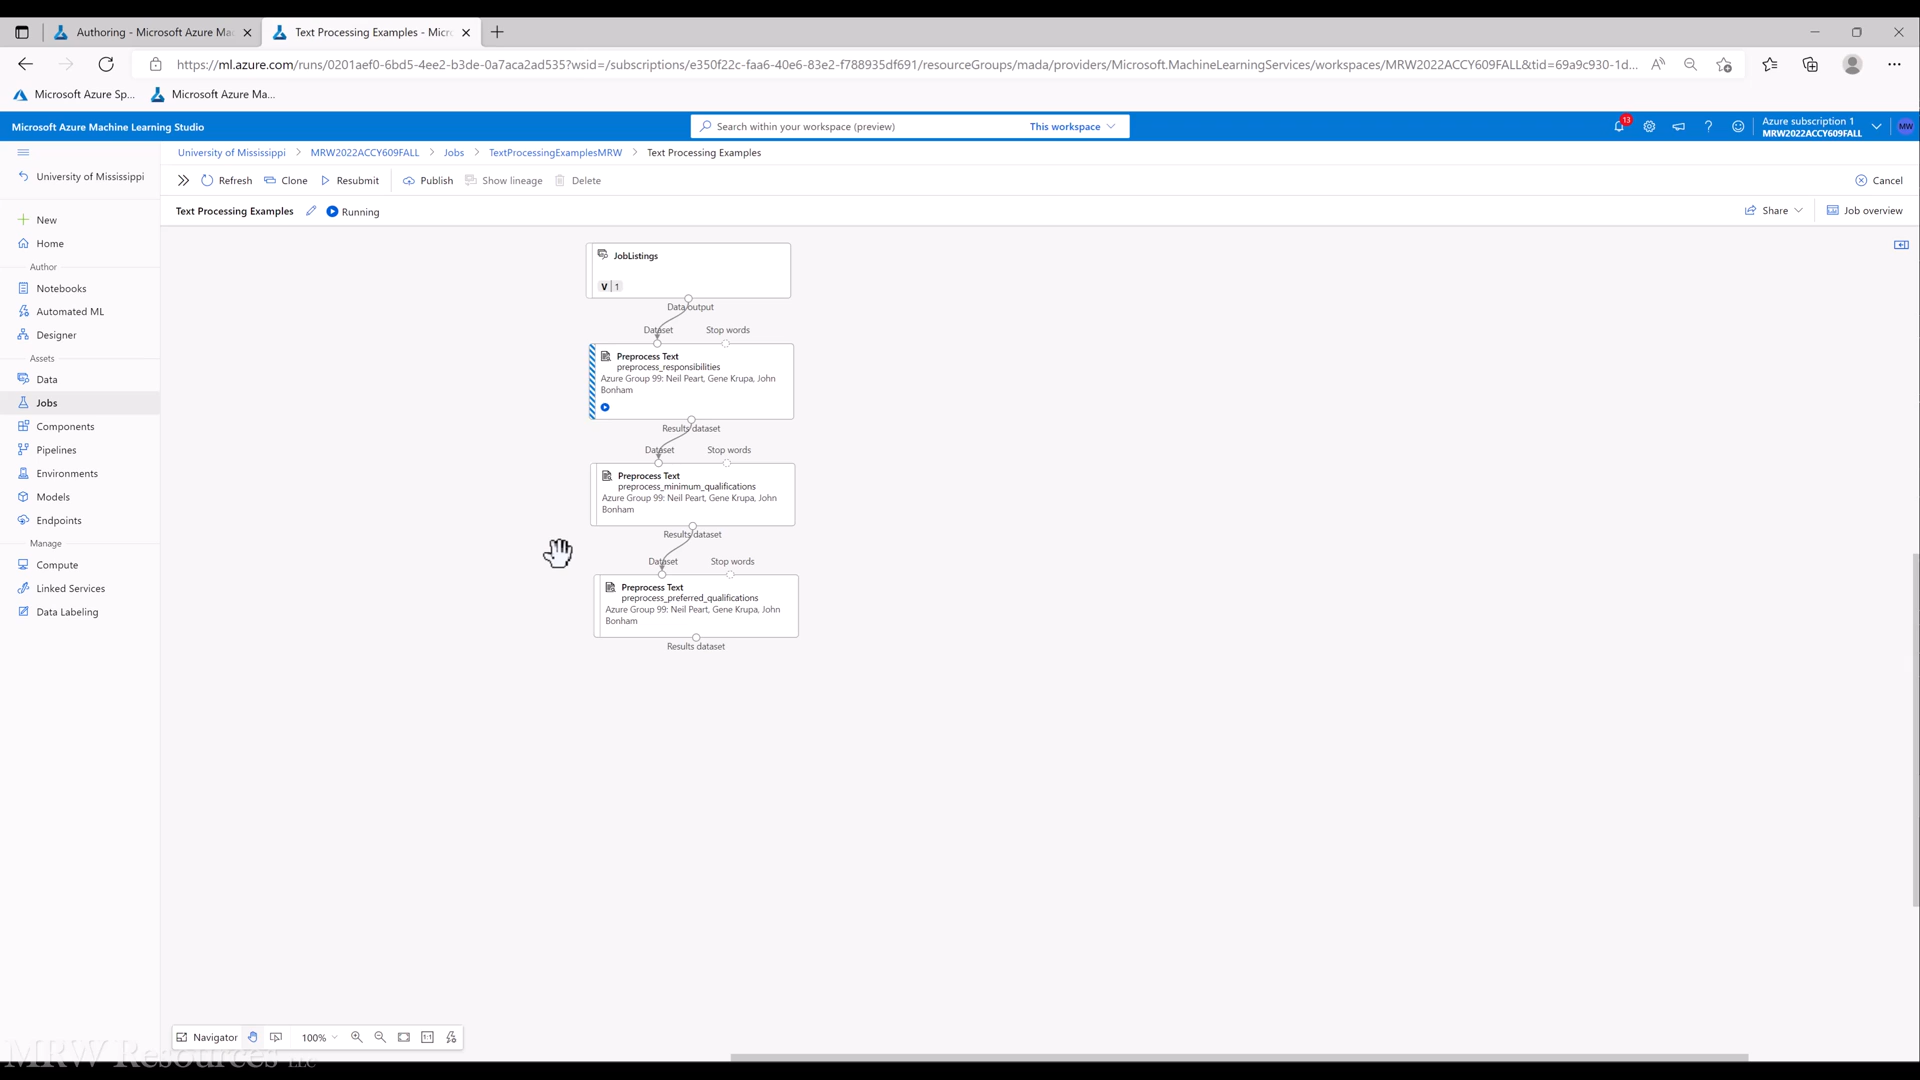 Authoring - Microsoft Azure Ma
Text Processing Examples - Micr
https://ml.azure.com/runs/0201aef0-6bd5-4ee2-b3de-0a7aca2ad535?wsid=/subscriptions/e350f22c-faa6-40e6-83e2-f788935df691/resourceGroups/mada/providers/Microsoft.MachineLearningServices/workspaces/MRW2022ACCY609FALL&tid=69a9c930-1d...
Microsoft Azure Sp...
Microsoft Azure Ma...
Microsoft Azure Machine Learning Studio
Search within your workspace (preview)
This workspace
13
Azure subscription 1
MRW2022ACCY609FALL
MW
University of Mississippi > MRW2022ACCY609FALL > Jobs > TextProcessingExamplesMRW > Text Processing Examples
University of Mississippi
Refresh
Clone
Resubmit
Publish
Show lineage
Delete
Cancel
Text Processing Examples
Running
Share
Job overview
New
Home
Author
Notebooks
Automated ML
Designer
Assets
Data
Jobs
Components
Pipelines
Environments
Models
Endpoints
Manage
Compute
Linked Services
Data Labeling
JobListings
V | 1
Data output
Dataset
Stop words
Preprocess Text
preprocess_responsibilities
Azure Group 99: Neil Peart, Gene Krupa, John
Bonham
Results dataset
Dataset
Stop words
Preprocess Text
preprocess_minimum_qualifications
Azure Group 99: Neil Peart, Gene Krupa, John
Bonham
Results dataset
Dataset
Stop words
Preprocess Text
preprocess_preferred_qualifications
Azure Group 99: Neil Peart, Gene Krupa, John
Bonham
Results dataset
Navigator
100%
1:1
MRW Resources LLC